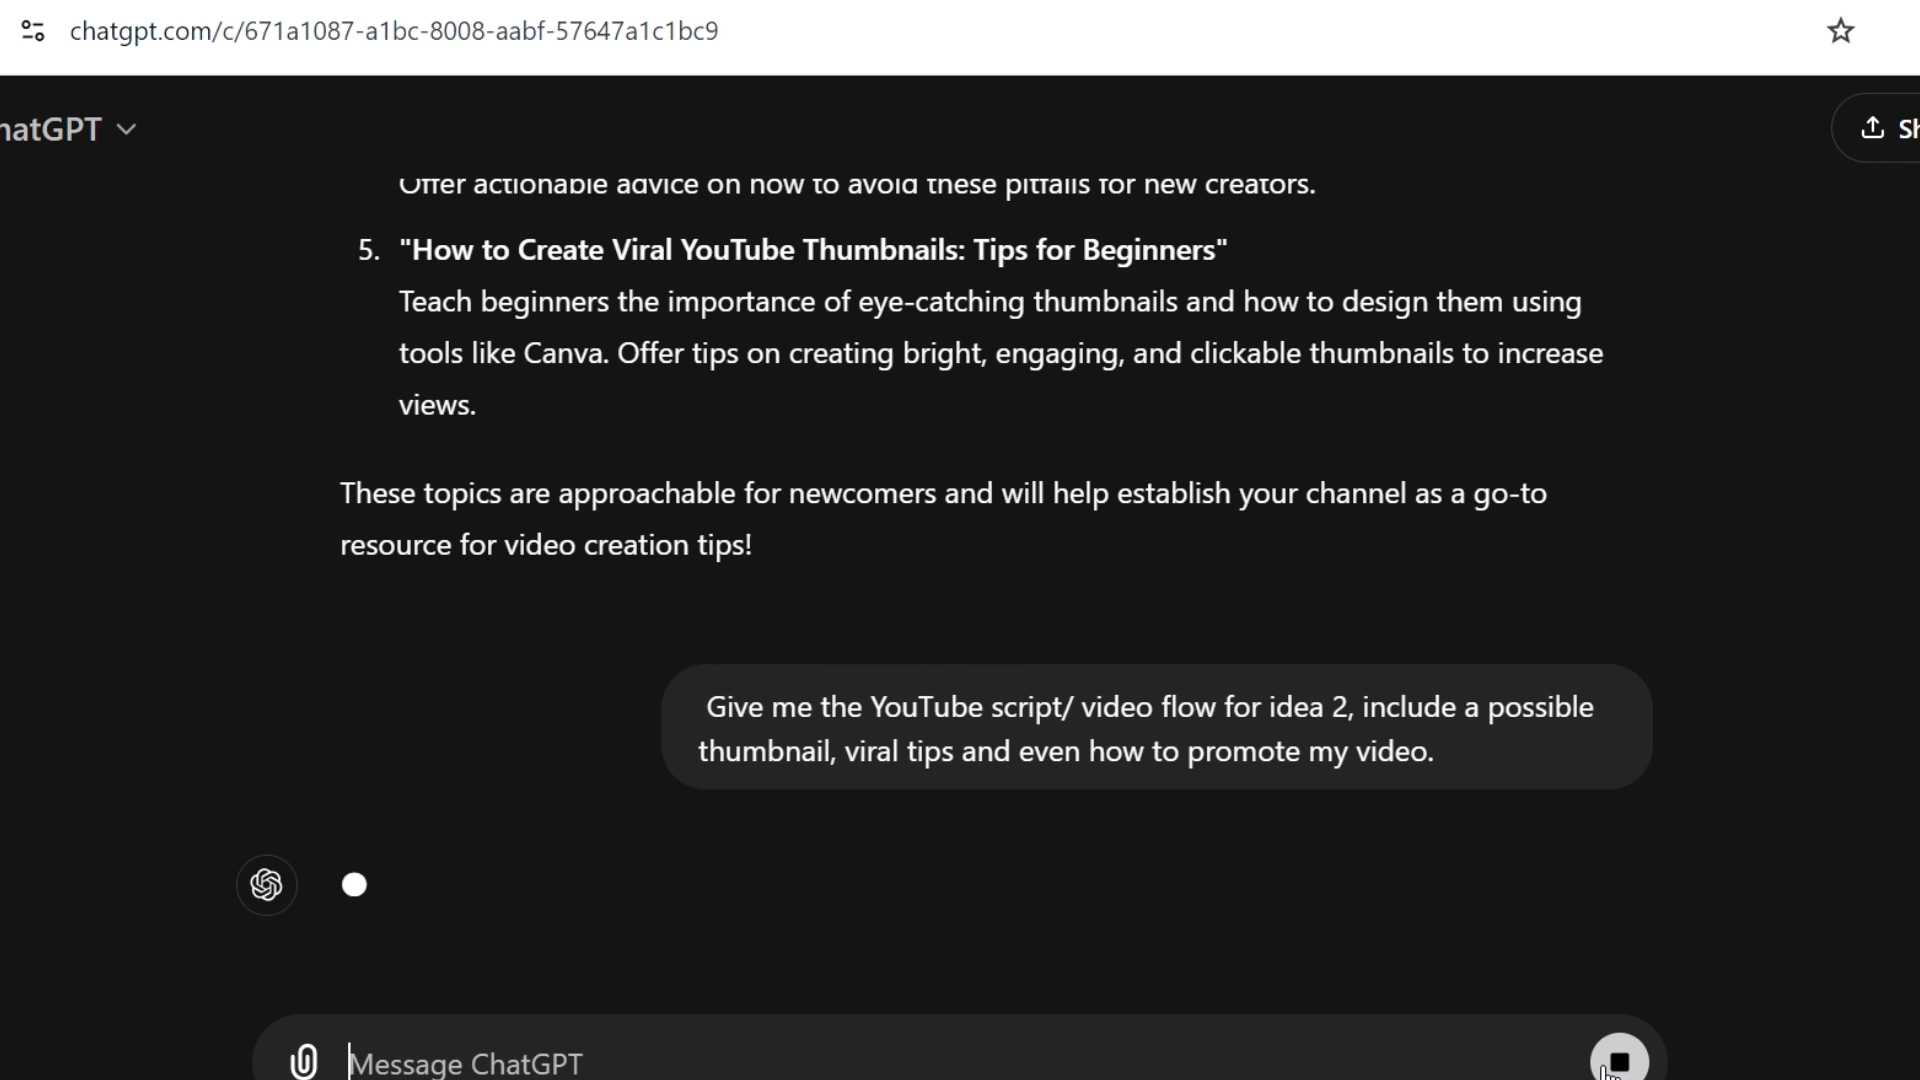 chatgpt.com/c/671a1087-a1bc-8008-aabf-57647a1c1bc9
hatGPT
Sh
Offer actionable advice on how to avoid these pitfalls for new creators.
5. "How to Create Viral YouTube Thumbnails: Tips for Beginners"
Teach beginners the importance of eye-catching thumbnails and how to design them using
tools like Canva. Offer tips on creating bright, engaging, and clickable thumbnails to increase
views.
These topics are approachable for newcomers and will help establish your channel as a go-to
resource for video creation tips!
Give me the YouTube script/ video flow for idea 2, include a possible
thumbnail, viral tips and even how to promote my video.
Message ChatGPT